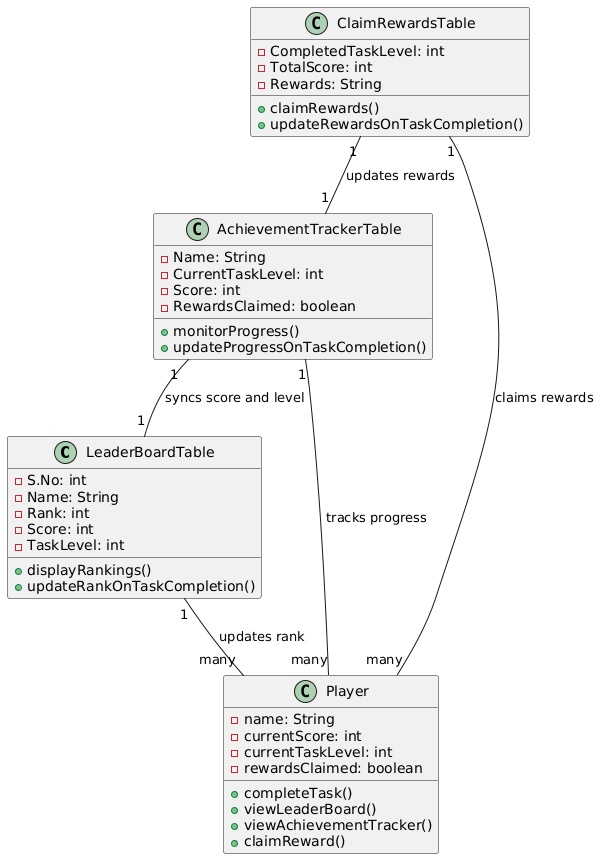 C ClaimRewardsTable
CompletedTaskLevel: int
TotalScore: int
Rewards: String
claimRewards()
updateRewardsOnTaskCompletion()
1
1
updates rewards
1
C AchievementTrackerTable
Name: String
CurrentTaskLevel: int
Score: int
RewardsClaimed: boolean
monitorProgress()
updateProgressOnTaskCompletion()
1
1
syncs score and level
claims rewards
1
C LeaderBoardTable
S.No: int
Name: String
Rank: int
Score: int
TaskLevel: int
displayRankings()
updateRankOnTaskCompletion()
tracks progress
1
updates rank
many
many
many
C Player
name: String
currentScore: int
currentTaskLevel: int
rewardsClaimed: boolean
completeTask()
viewLeaderBoard()
viewAchievementTracker()
claimReward()